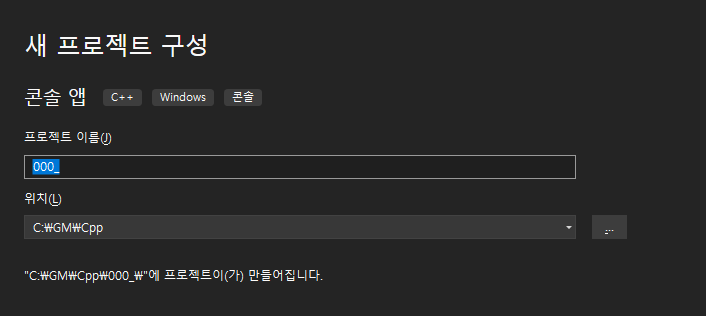 새 프로젝트 구성
콘솔 앱 C++ Windows 콘솔
프로젝트 이름(J)
000_
위치(L)
C:₩GM₩Cpp ...
"C:₩GM₩Cpp₩000_₩"에 프로젝트이(가) 만들어집니다.